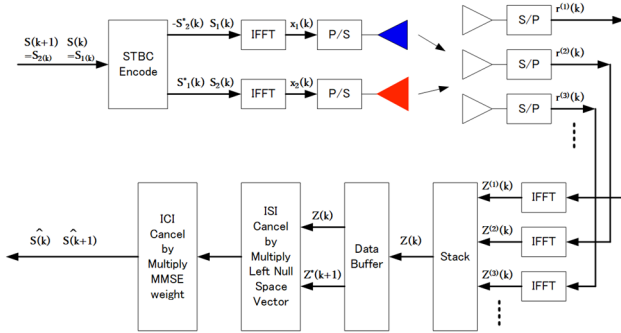 S(k+1) S(k)
=S₂(k) =S₁(k)
STBC
Encode
-S*₂(k) S₁(k)
IFFT
x₁(k)
P/S
S*₁(k) S₂(k)
IFFT
x₂(k)
P/S
S/P
r⁽¹⁾(k)
S/P
r⁽²⁾(k)
S/P
r⁽³⁾(k)
Ŝ(k) Ŝ(k+1)
ICI
Cancel
by
Multiply
MMSE
weight
ISI
Cancel
by
Multiply
Left Null
Space
Vector
Z(k)
Z*(k+1)
Data
Buffer
Z(k)
Stack
Z⁽¹⁾(k)
IFFT
Z⁽²⁾(k)
IFFT
Z⁽³⁾(k)
IFFT